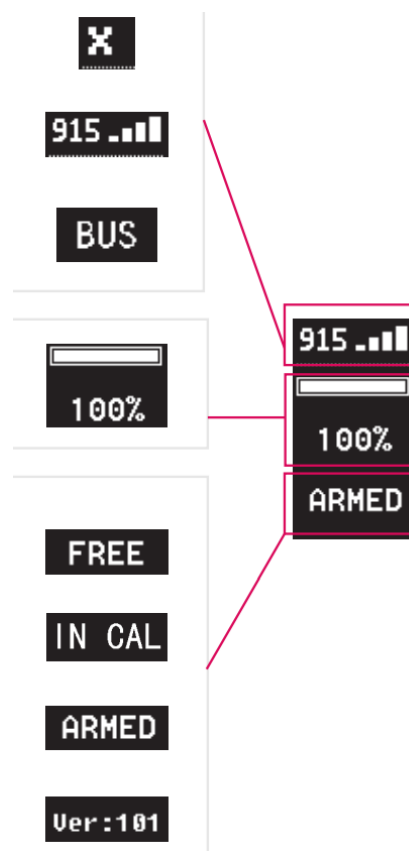 X
915
BUS
100%
FREE
IN CAL
ARMED
Ver:101
915
100%
ARMED